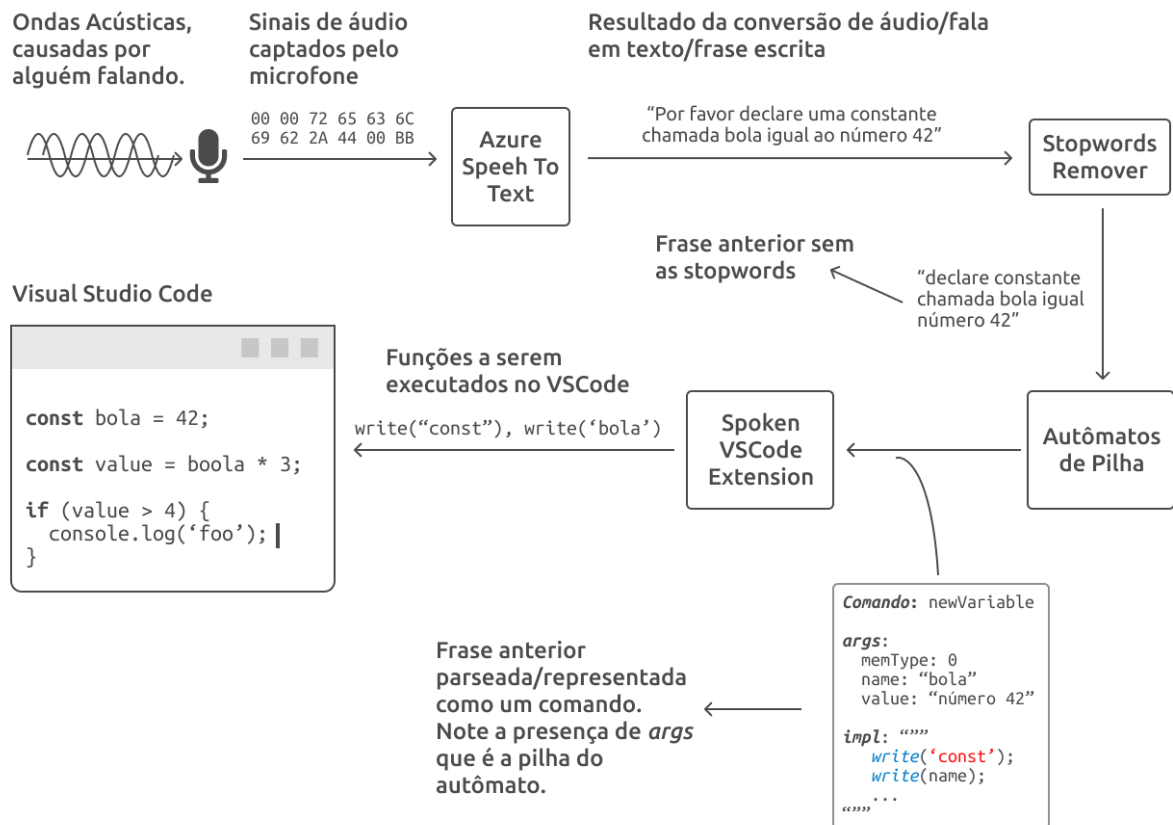 Ondas Acústicas,
causadas por
alguém falando.
Sinais de áudio
captados pelo
microfone
Resultado da conversão de áudio/fala
em texto/frase escrita
00 00 72 65 63 6C
69 62 2A 44 00 BB
Azure
Speeh To
Text
“Por favor declare uma constante
chamada bola igual ao número 42”
Stopwords
Remover
Frase anterior sem
as stopwords
“declare constante
chamada bola igual
número 42”
Visual Studio Code
const bola = 42;
const value = boola * 3;
if (value > 4) {
console.log(‘foo’);
}
Funções a serem
executados no VSCode
write(“const”), write(‘bola’)
Spoken
VSCode
Extension
Autômatos
de Pilha
Comando: newVariable
args:
memType: 0
name: “bola”
value: “número 42”
impl: “””
write(‘const’);
write(name);
...
“””
Frase anterior
parseada/representada
como um comando.
Note a presença de args
que é a pilha do
autômato.